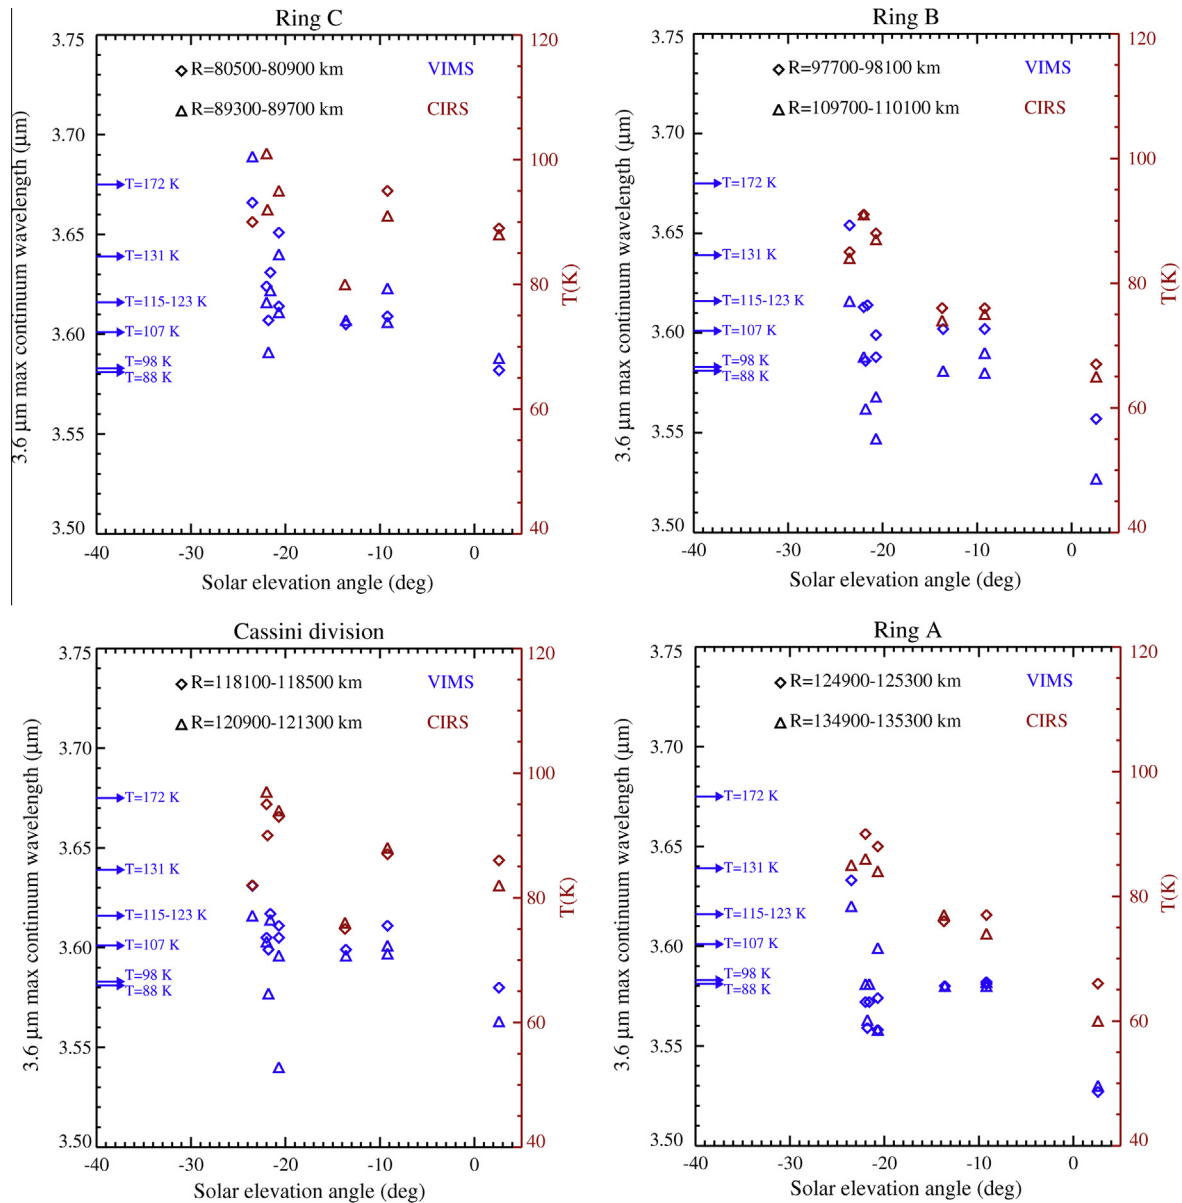 Ring C
3.75
3.70
3.65
3.60
3.55
3.50
3.6 μm max continuum wavelength (μm)
R=80500-80900 km VIMS
R=89300-89700 km CIRS
T=172 K
T=131 K
T=115-123 K
T=107 K
T=98 K
T=88 K
120
100
80
60
40
T(K)
-40 -30 -20 -10 0
Solar elevation angle (deg)
Ring B
3.75
3.70
3.65
3.60
3.55
3.50
3.6 μm max continuum wavelength (μm)
R=97700-98100 km VIMS
R=109700-110100 km CIRS
T=172 K
T=131 K
T=115-123 K
T=107 K
T=98 K
T=88 K
120
100
80
60
40
T(K)
-40 -30 -20 -10 0
Solar elevation angle (deg)
Cassini division
3.75
3.70
3.65
3.60
3.55
3.50
3.6 μm max continuum wavelength (μm)
R=118100-118500 km VIMS
R=120900-121300 km CIRS
T=172 K
T=131 K
T=115-123 K
T=107 K
T=98 K
T=88 K
120
100
80
60
40
T(K)
-40 -30 -20 -10 0
Solar elevation angle (deg)
Ring A
3.75
3.70
3.65
3.60
3.55
3.50
3.6 μm max continuum wavelength (μm)
R=124900-125300 km VIMS
R=134900-135300 km CIRS
T=172 K
T=131 K
T=115-123 K
T=107 K
T=98 K
T=88 K
120
100
80
60
40
T(K)
-40 -30 -20 -10 0
Solar elevation angle (deg)